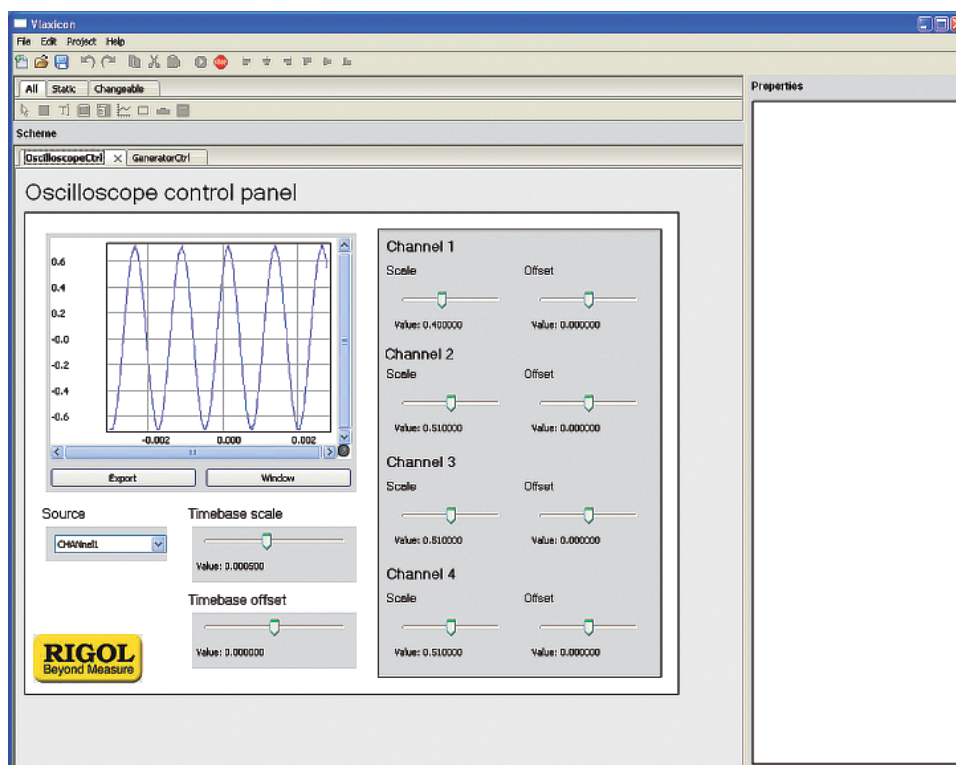 Vlaxicon
File Edit Project Help
All Static Changeable
Properties
Scheme
OscilloscopeCtrl GeneratorCtrl
Oscilloscope control panel
0.6
0.4
0.2
-0.0
-0.2
-0.4
-0.6
-0.002 0.000 0.002
Export Window
Source
CHANnel1
Timebase scale
Value: 0.000500
Timebase offset
Value: 0.000000
RIGOL
Beyond Measure
Channel 1
Scale Offset
Value: 0.400000 Value: 0.000000
Channel 2
Scale Offset
Value: 0.510000 Value: 0.000000
Channel 3
Scale Offset
Value: 0.510000 Value: 0.000000
Channel 4
Scale Offset
Value: 0.510000 Value: 0.000000